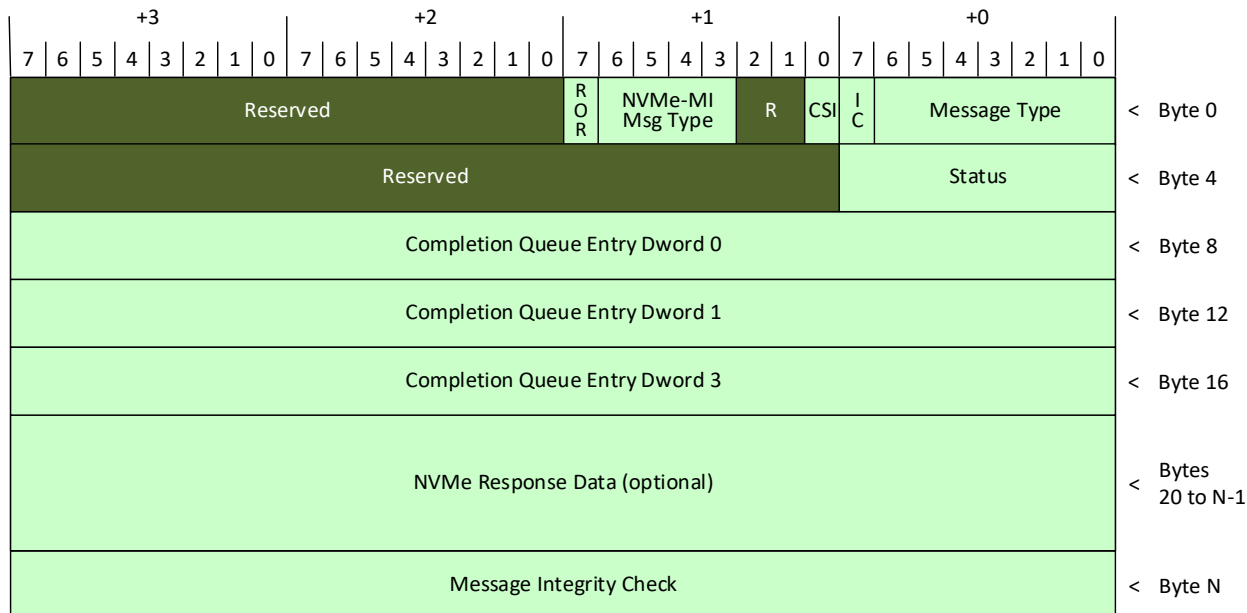 +3 +2 +1 +0
7 6 5 4 3 2 1 0 7 6 5 4 3 2 1 0 7 6 5 4 3 2 1 0 7 6 5 4 3 2 1 0
Reserved R O R NVMe-MI Msg Type R CSI I C Message Type < Byte 0
Reserved Status < Byte 4
Completion Queue Entry Dword 0 < Byte 8
Completion Queue Entry Dword 1 < Byte 12
Completion Queue Entry Dword 3 < Byte 16
NVMe Response Data (optional) < Bytes 20 to N-1
Message Integrity Check < Byte N